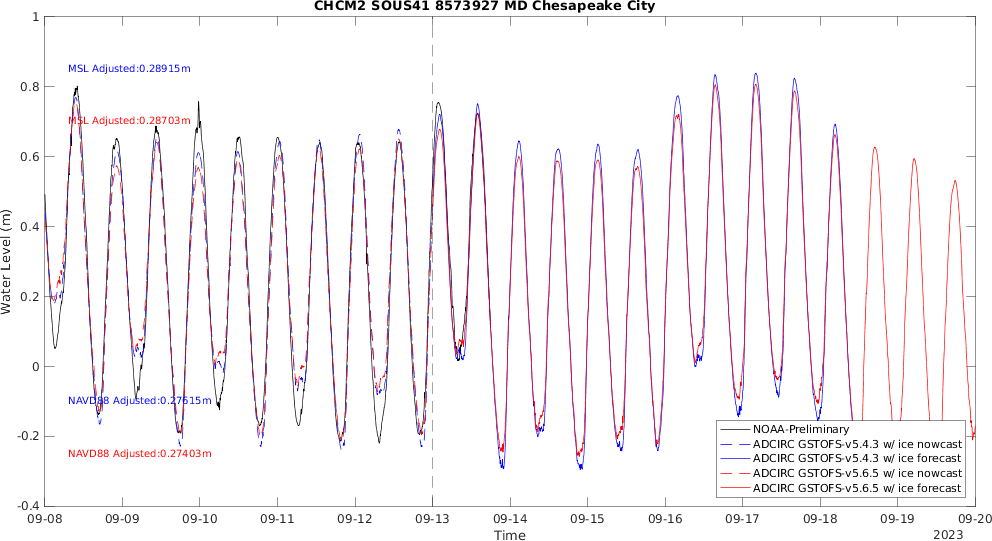 CHCM2 SOUS41 8573927 MD Chesapeake City
1
0.8
0.6
0.4
0.2
0
-0.2
-0.4
Water Level (m)
MSL Adjusted:0.28915m
MSL Adjusted:0.28703m
NAVD88 Adjusted:0.27615m
NAVD88 Adjusted:0.27403m
NOAA-Preliminary
ADCIRC GSTOFS-v5.4.3 w/ ice nowcast
ADCIRC GSTOFS-v5.4.3 w/ ice forecast
ADCIRC GSTOFS-v5.6.5 w/ ice nowcast
ADCIRC GSTOFS-v5.6.5 w/ ice forecast
09-08 09-09 09-10 09-11 09-12 09-13 09-14 09-15 09-16 09-17 09-18 09-19 09-20
Time
2023